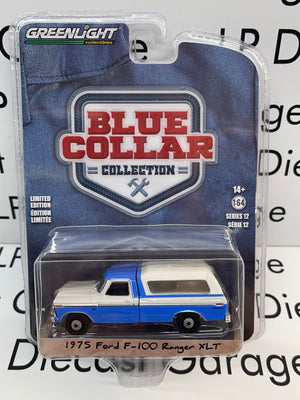 GREENLIGHT
collectibles
BLUE
COLLAR
COLLECTION
LIMITED
EDITION
ÉDITION
LIMITÉE
14+
1:64
SERIES 12
SÉRIE 12
1975 Ford F-100 Ranger XLT